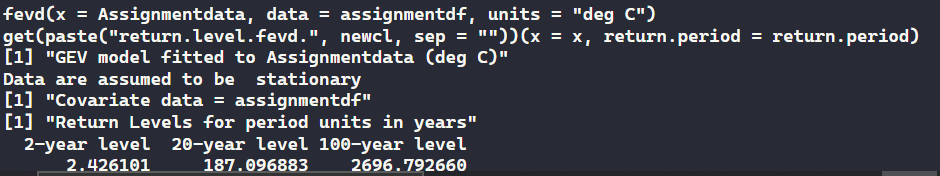 fevd(x = Assignmentdata, data = assignmentdf, units = "deg C")
get(paste("return.level.fevd.", newcl, sep = ""))(x = x, return.period = return.period)
[1] "GEV model fitted to Assignmentdata (deg C)"
Data are assumed to be  stationary
[1] "Covariate data = assignmentdf"
[1] "Return Levels for period units in years"
  2-year level  20-year level 100-year level
      2.426101     187.096883    2696.792660